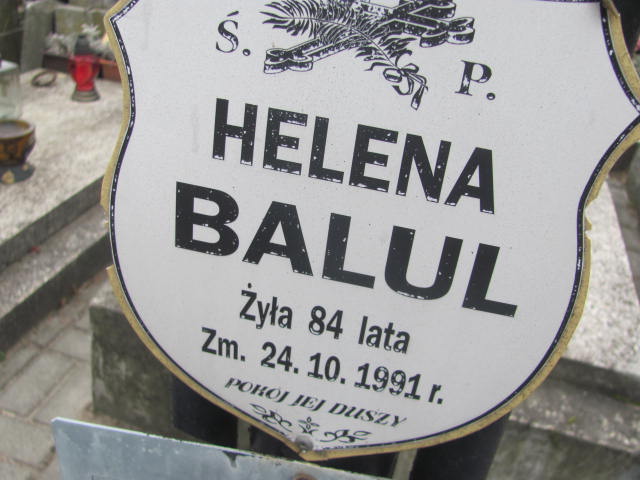 Ś. P.
HELENA
BALUL
Żyła 84 lata
Zm. 24.10.1991 r.
POKÓJ JEJ DUSZY